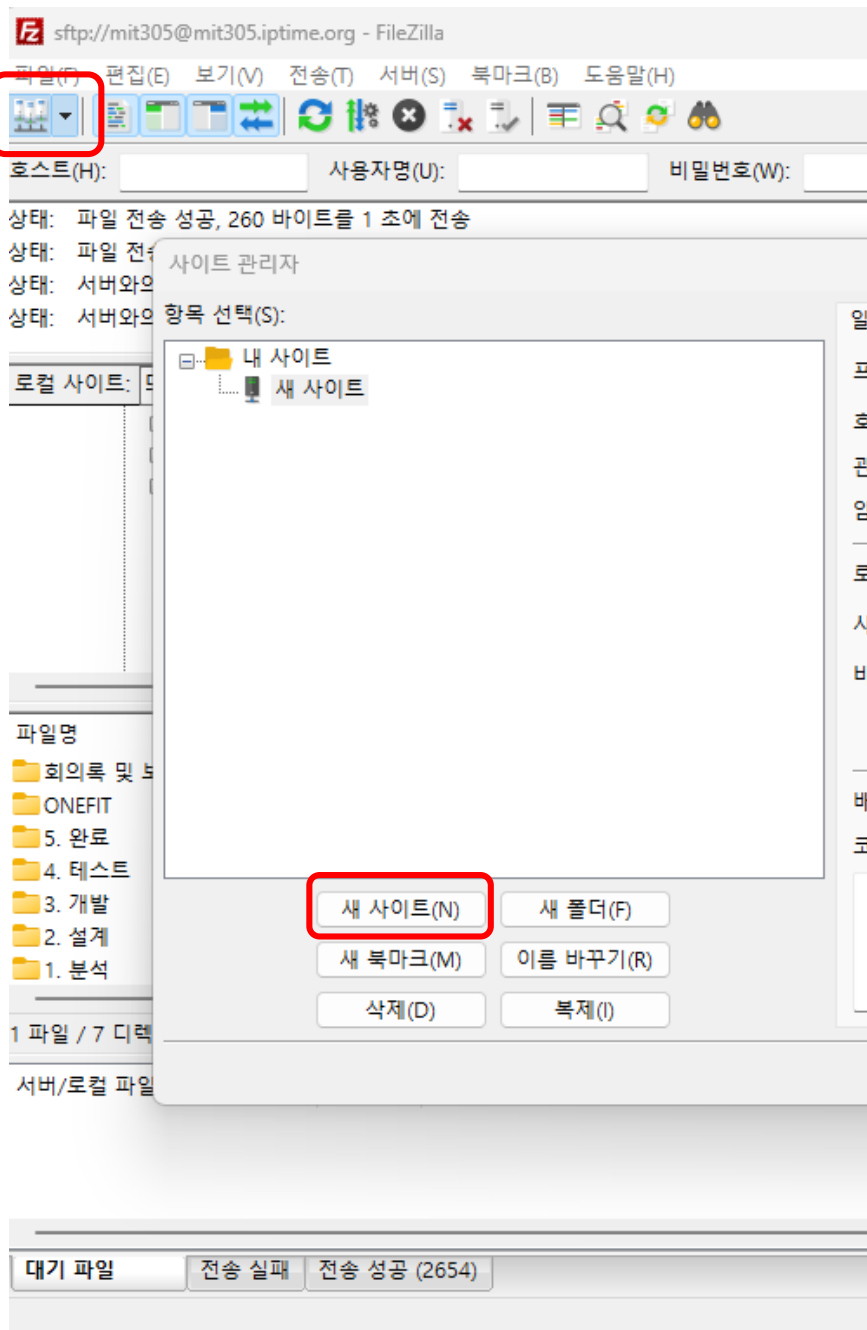 sftp://mit305@mit305.iptime.org - FileZilla
파일(F) 편집(E) 보기(V) 전송(T) 서버(S) 북마크(B) 도움말(H)
호스트(H): 사용자명(U): 비밀번호(W):
상태: 파일 전송 성공, 260 바이트를 1 초에 전송
상태: 파일 전송
상태: 서버와의
상태: 서버와의
사이트 관리자
항목 선택(S):
내 사이트
새 사이트
로컬 사이트:
파일명
회의록 및
ONEFIT
5. 완료
4. 테스트
3. 개발
2. 설계
1. 분석
새 사이트(N) 새 폴더(F)
새 북마크(M) 이름 바꾸기(R)
삭제(D) 복제(I)
1 파일 / 7 디렉
서버/로컬 파일
대기 파일 전송 실패 전송 성공 (2654)